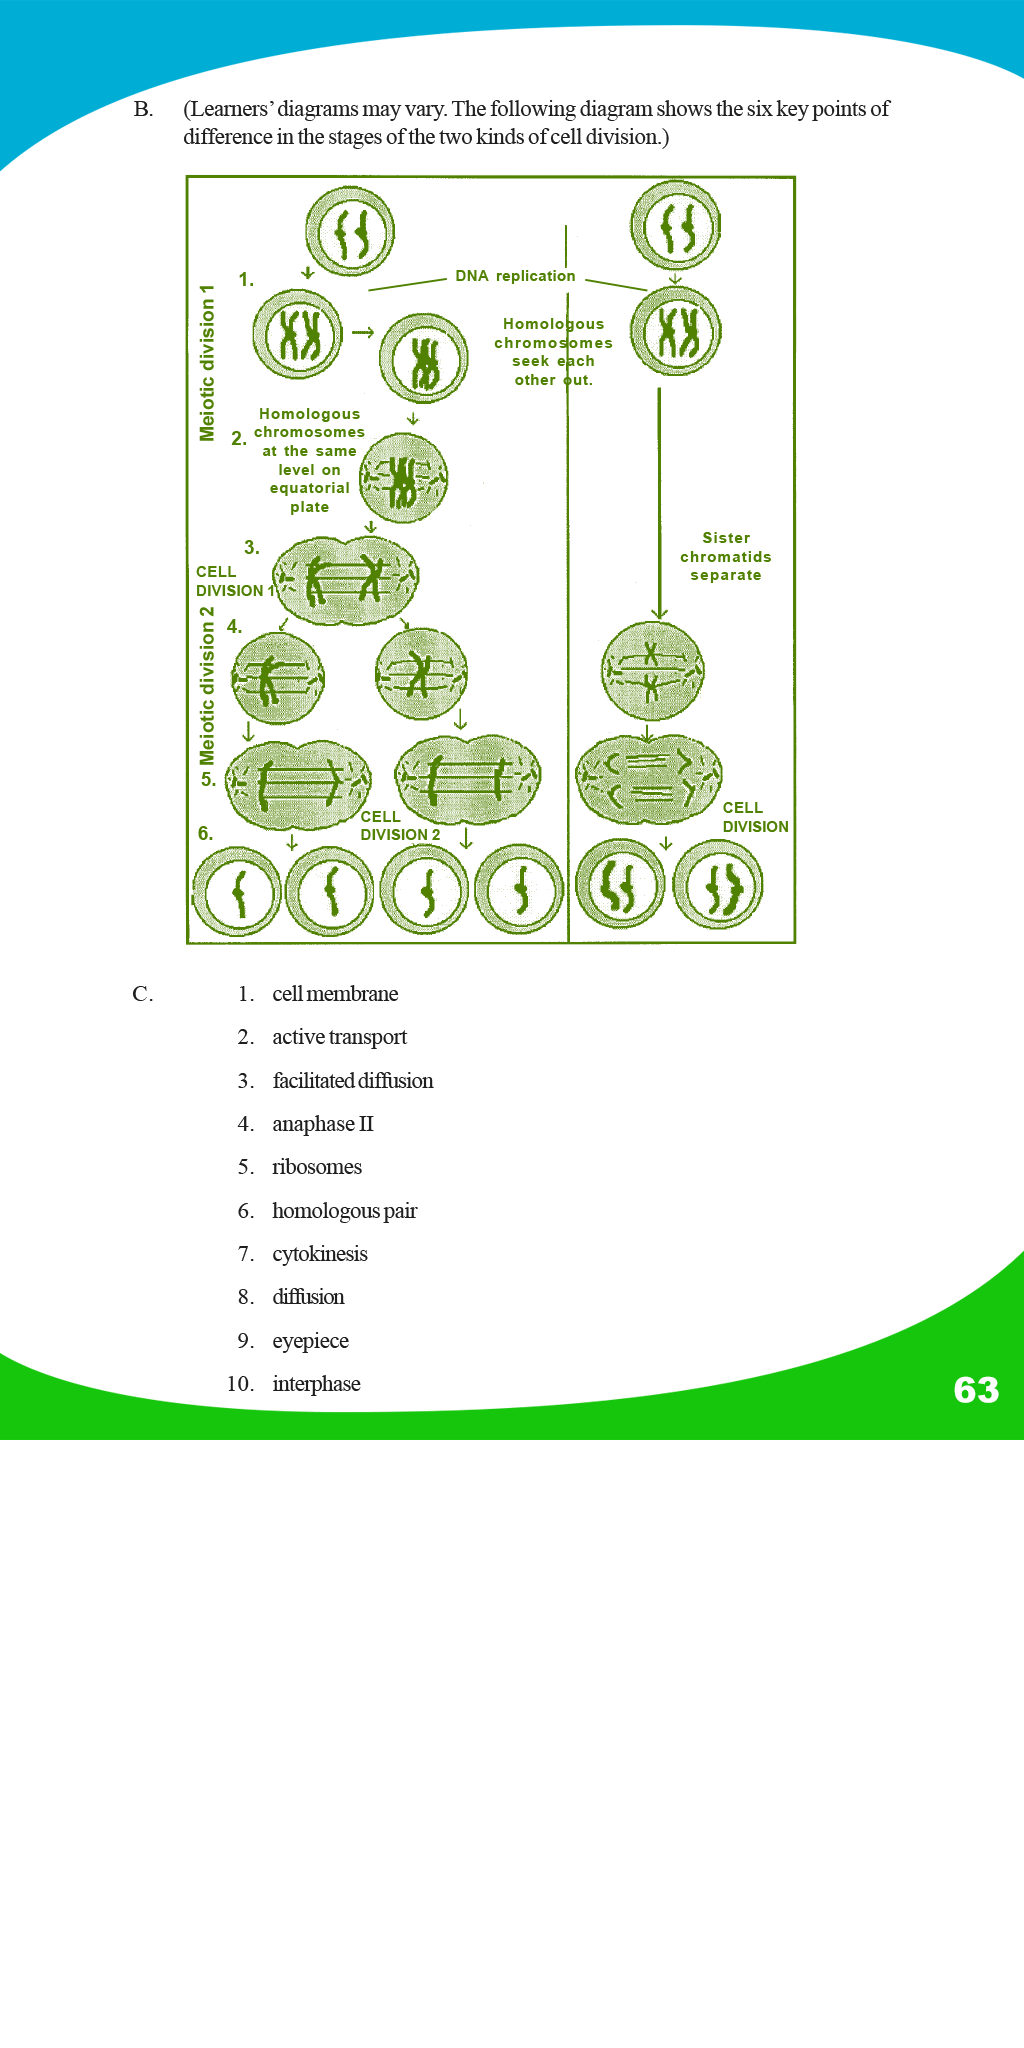 B. (Learners’ diagrams may vary. The following diagram shows the six key points of
difference in the stages of the two kinds of cell division.)
Meiotic division 1
1.
DNA replication
Homologous
chromosomes
seek each
other out.
2.
Homologous
chromosomes
at the same
level on
equatorial
plate
3.
CELL
DIVISION 1
Sister
chromatids
separate
Meiotic division 2
4.
5.
CELL
DIVISION 2
CELL
DIVISION
6.
C. 1. cell membrane
2. active transport
3. facilitated diffusion
4. anaphase II
5. ribosomes
6. homologous pair
7. cytokinesis
8. diffusion
9. eyepiece
10. interphase
63